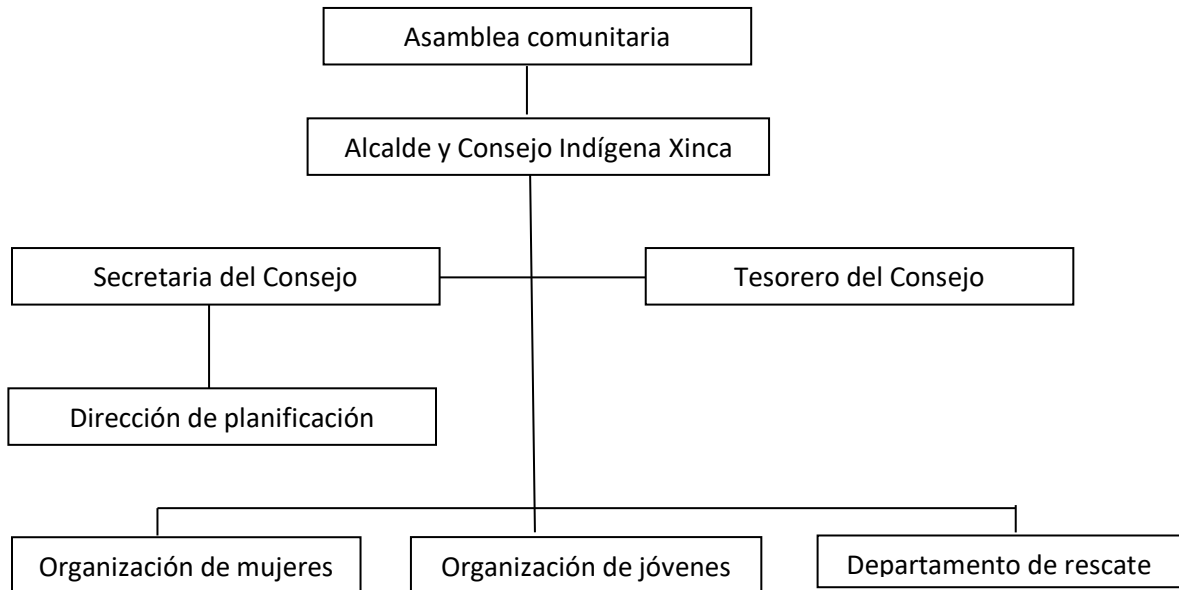 Asamblea comunitaria
Alcalde y Consejo Indígena Xinca
Secretaria del Consejo
Tesorero del Consejo
Dirección de planificación
Organización de mujeres
Organización de jóvenes
Departamento de rescate